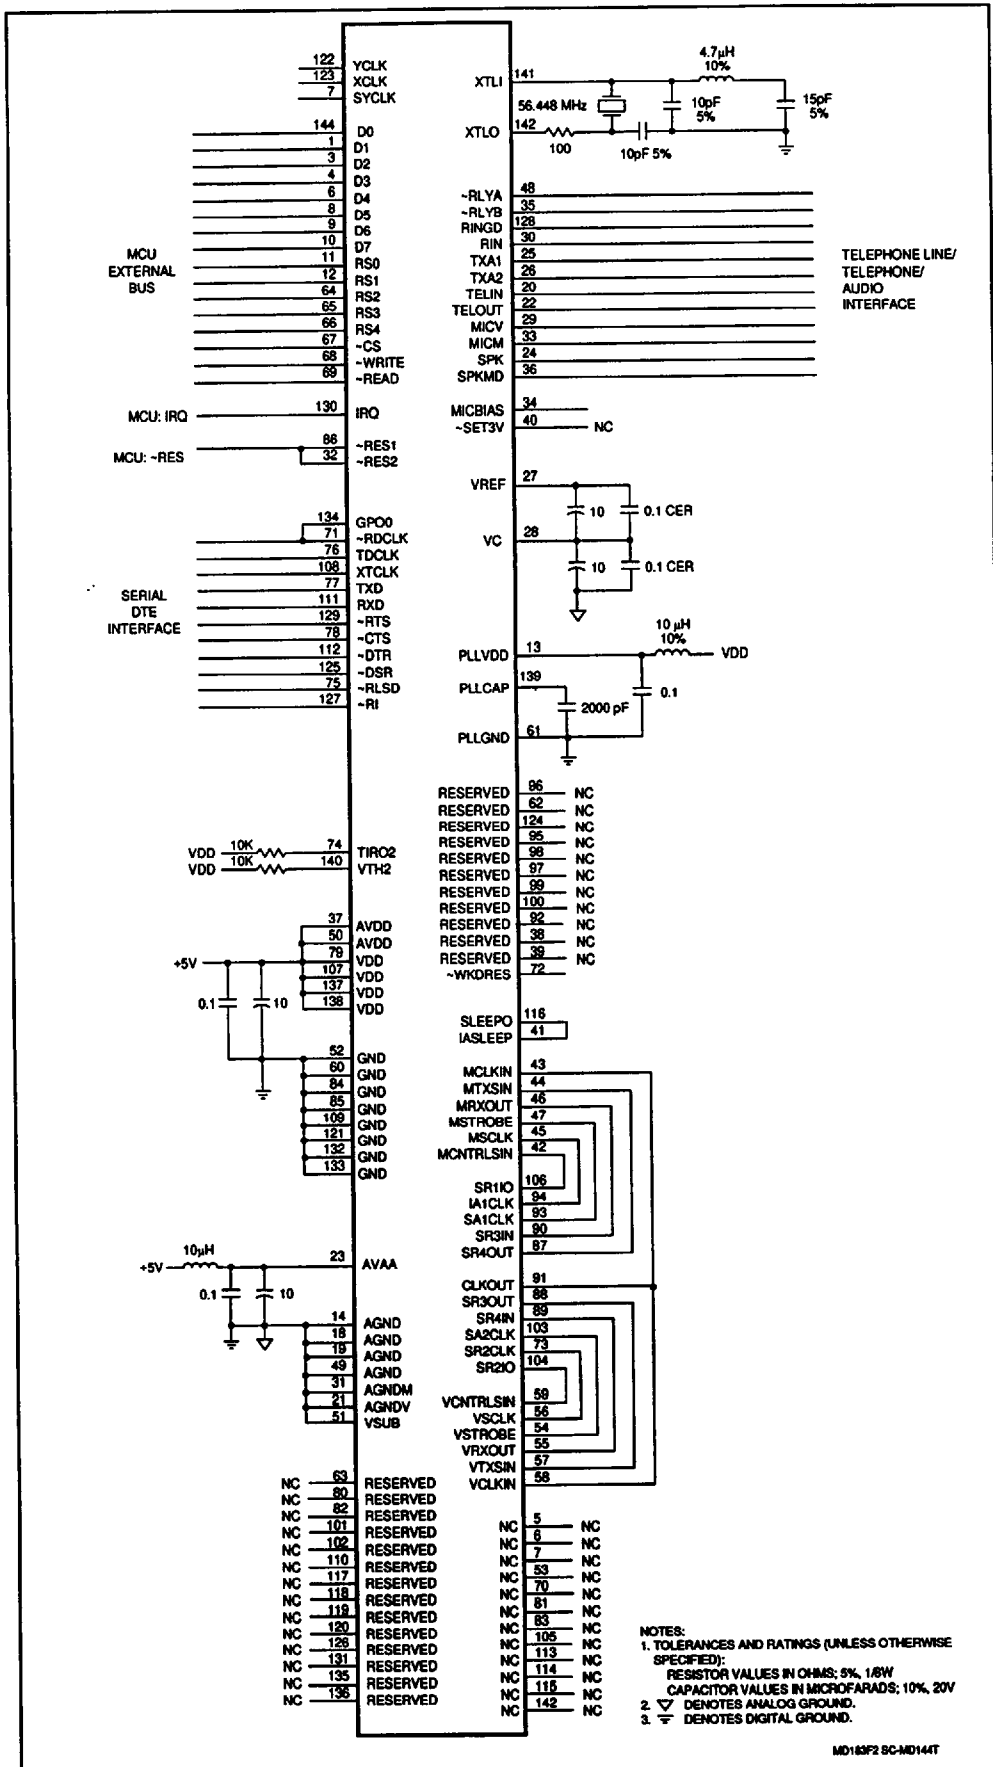 122 YCLK
123 XCLK
7 SYCLK
144 D0
1 D1
3 D2
4 D3
6 D4
8 D5
9 D6
10 D7
11 RS0
12 RS1
64 RS2
65 RS3
66 RS4
67 ~CS
68 ~WRITE
69 ~READ
MCU
EXTERNAL
BUS
MCU: IRQ 130 IRQ
MCU: ~RES 86 ~RES1
32 ~RES2
134 GPO0
71 ~RDCLK
76 TDCLK
108 XTCLK
77 TXD
111 RXD
129 ~RTS
78 ~CTS
112 ~DTR
125 ~DSR
75 ~RLSD
127 ~RI
SERIAL
DTE
INTERFACE
VDD 10K 74 TIRO2
VDD 10K 140 VTH2
37 AVDD
50 AVDD
+5V 79 VDD
107 VDD
137 VDD
138 VDD
0.1 10
52 GND
60 GND
84 GND
85 GND
109 GND
121 GND
132 GND
133 GND
+5V 10µH 23 AVAA
0.1 10
14 AGND
18 AGND
19 AGND
49 AGND
31 AGNDM
21 AGNDV
51 VSUB
NC 63 RESERVED
NC 80 RESERVED
NC 82 RESERVED
NC 101 RESERVED
NC 102 RESERVED
NC 110 RESERVED
NC 117 RESERVED
NC 118 RESERVED
NC 119 RESERVED
NC 120 RESERVED
NC 126 RESERVED
NC 131 RESERVED
NC 135 RESERVED
NC 136 RESERVED
XTLI 141
XTLO 142
56.448 MHz
100
10pF 5%
4.7µH
10%
10pF
5%
15pF
5%
~RLYA 48
~RLYB 35
RINGD 128
RIN 30
TXA1 25
TXA2 26
TELIN 20
TELOUT 22
MICV 29
MICM 33
SPK 24
SPKMD 36
TELEPHONE LINE/
TELEPHONE/
AUDIO
INTERFACE
MICBIAS 34
~SET3V 40 NC
VREF 27
10 0.1 CER
VC 28
10 0.1 CER
10 µH
10%
PLLVDD 13 VDD
PLLCAP 139
0.1
2000 pF
PLLGND 61
RESERVED 96 NC
RESERVED 62 NC
RESERVED 124 NC
RESERVED 95 NC
RESERVED 98 NC
RESERVED 97 NC
RESERVED 99 NC
RESERVED 100 NC
RESERVED 92 NC
RESERVED 38 NC
RESERVED 39 NC
~WKDRES 72
SLEEPO 116
IASLEEP 41
MCLKIN 43
MTXSIN 44
MRXOUT 46
MSTROBE 47
MSCLK 45
MCNTRLSIN 42
SR1IO 106
IA1CLK 94
SA1CLK 93
SR3IN 90
SR4OUT 87
CLKOUT 91
SR3OUT 88
SR4IN 89
SA2CLK 103
SR2CLK 73
SR2IO 104
VCNTRLSIN 59
VSCLK 56
VSTROBE 54
VRXOUT 55
VTXSIN 57
VCLKIN 58
NC 5 NC
NC 6 NC
NC 7 NC
NC 53 NC
NC 70 NC
NC 81 NC
NC 83 NC
NC 105 NC
NC 113 NC
NC 114 NC
NC 115 NC
NC 142 NC
NOTES:
1. TOLERANCES AND RATINGS (UNLESS OTHERWISE
SPECIFIED):
RESISTOR VALUES IN OHMS; 5%, 1/8W
CAPACITOR VALUES IN MICROFARADS; 10%, 20V
2. DENOTES ANALOG GROUND.
3. DENOTES DIGITAL GROUND.
MD183F2 SC-MD144T